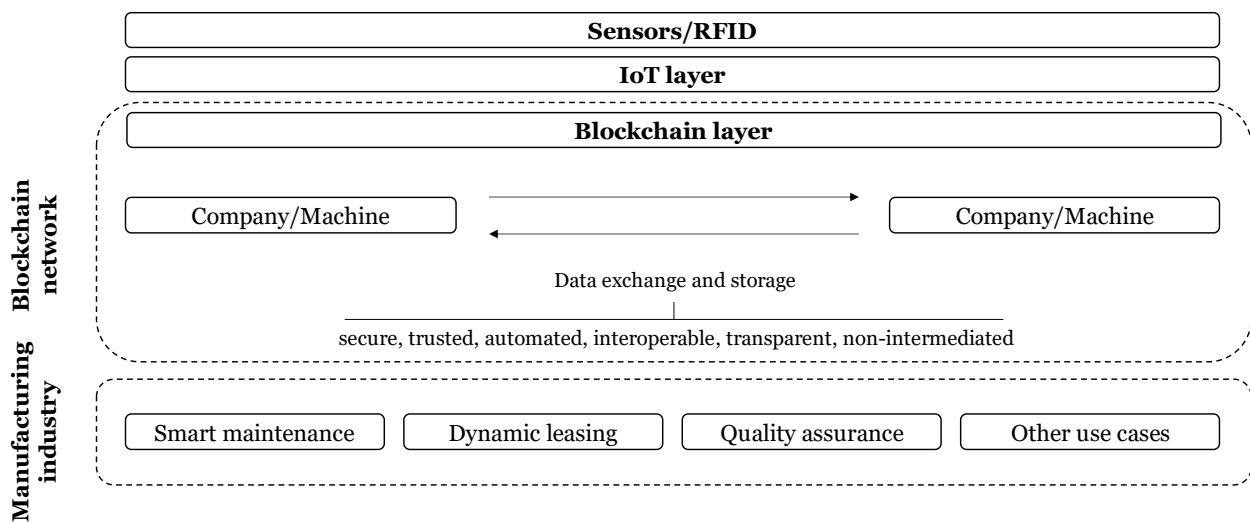 Sensors/RFID
IoT layer
Blockchain layer
Blockchain
network
Company/Machine
Company/Machine
Data exchange and storage
secure, trusted, automated, interoperable, transparent, non-intermediated
Manufacturing
industry
Smart maintenance
Dynamic leasing
Quality assurance
Other use cases